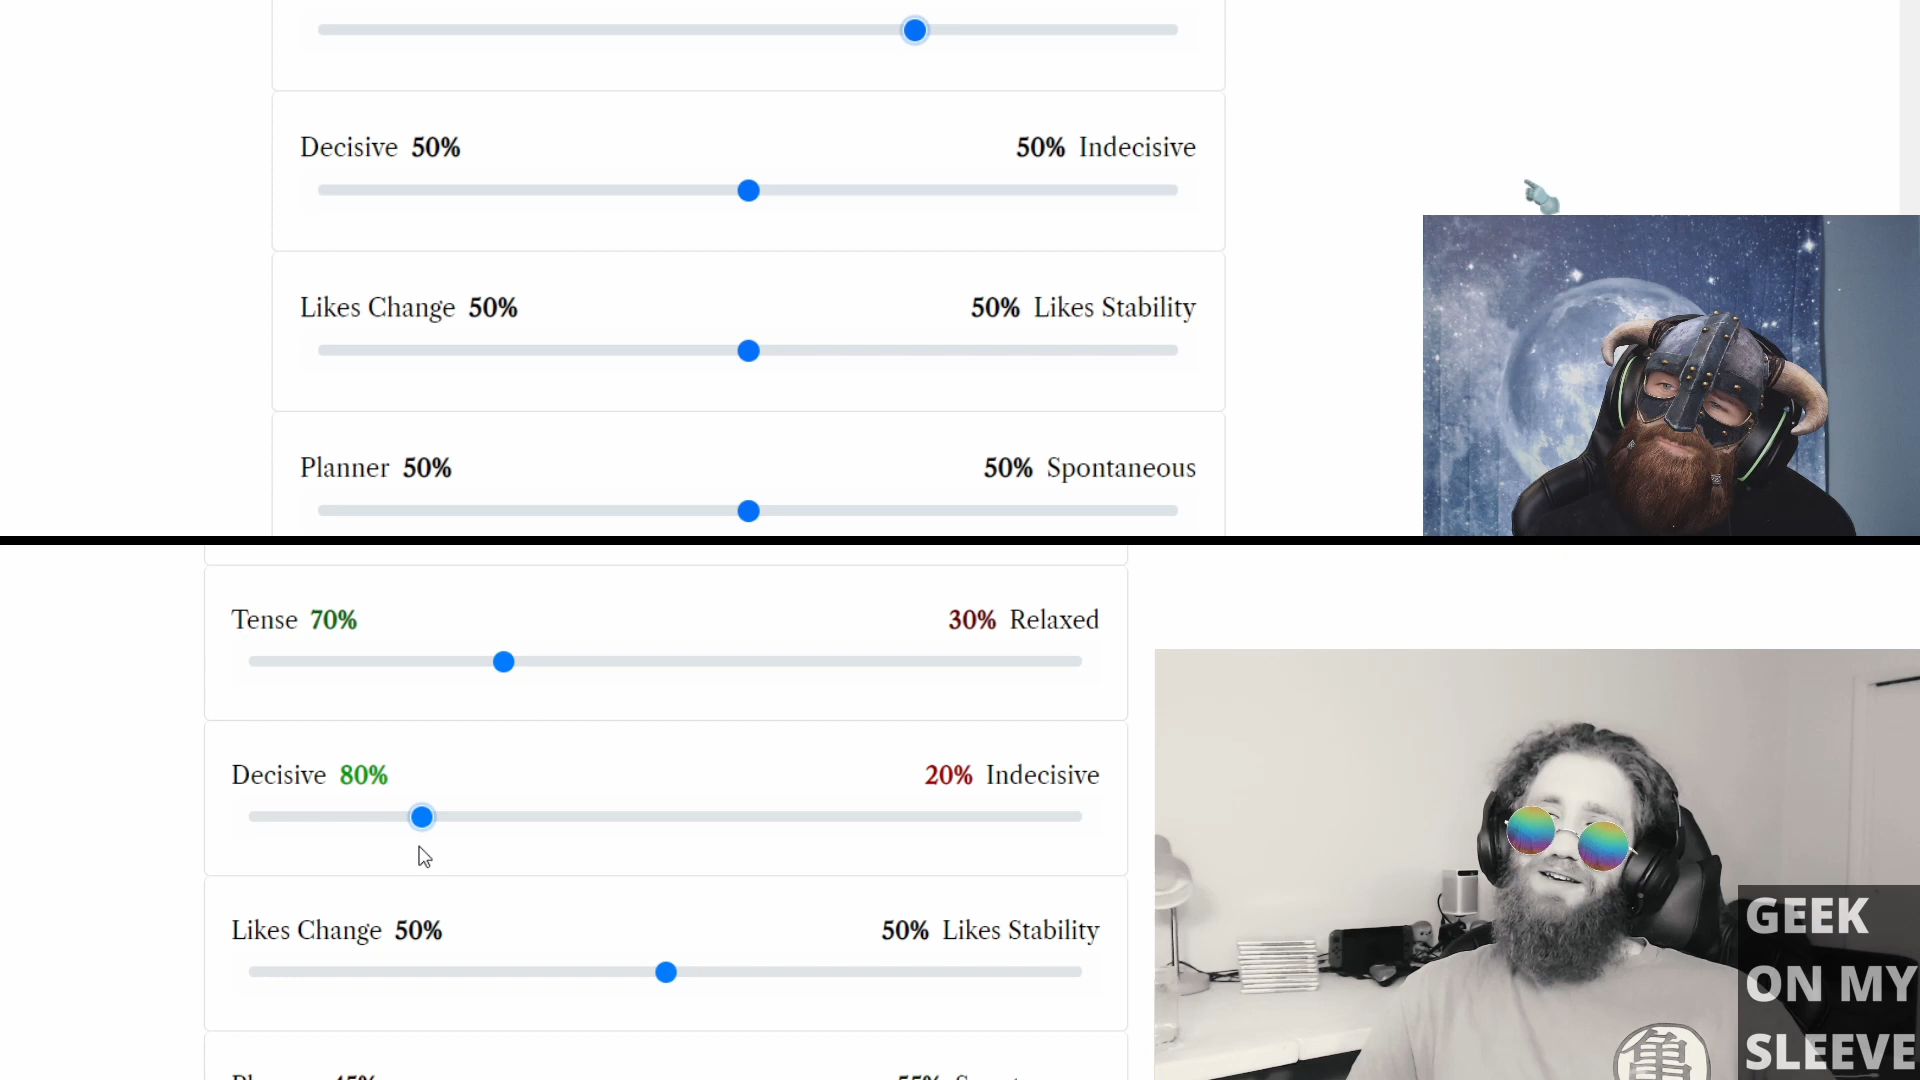 Decisive 50% 50% Indecisive
Likes Change 50% 50% Likes Stability
Planner 50% 50% Spontaneous
Tense 70% 30% Relaxed
Decisive 80% 20% Indecisive
Likes Change 50% 50% Likes Stability
GEEK
ON MY
SLEEVE
亀